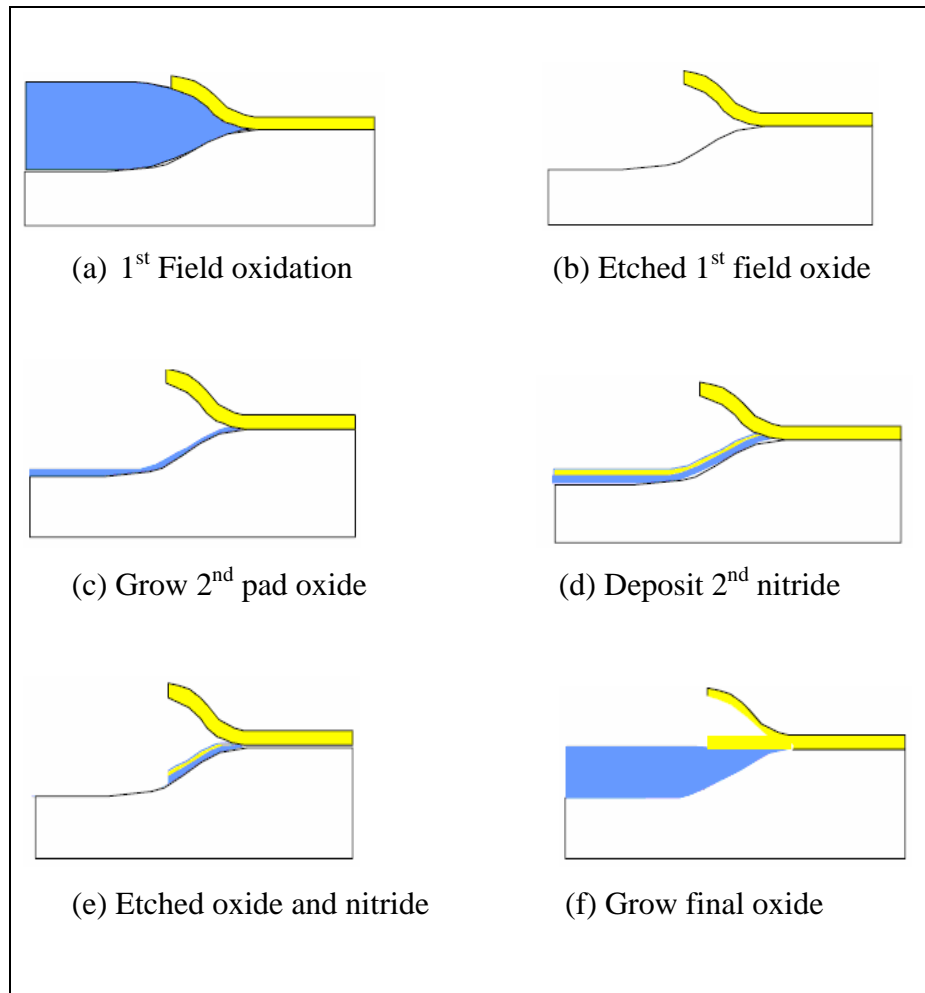 (a) 1st Field oxidation
(b) Etched 1st field oxide
(c) Grow 2nd pad oxide
(d) Deposit 2nd nitride
(e) Etched oxide and nitride
(f) Grow final oxide